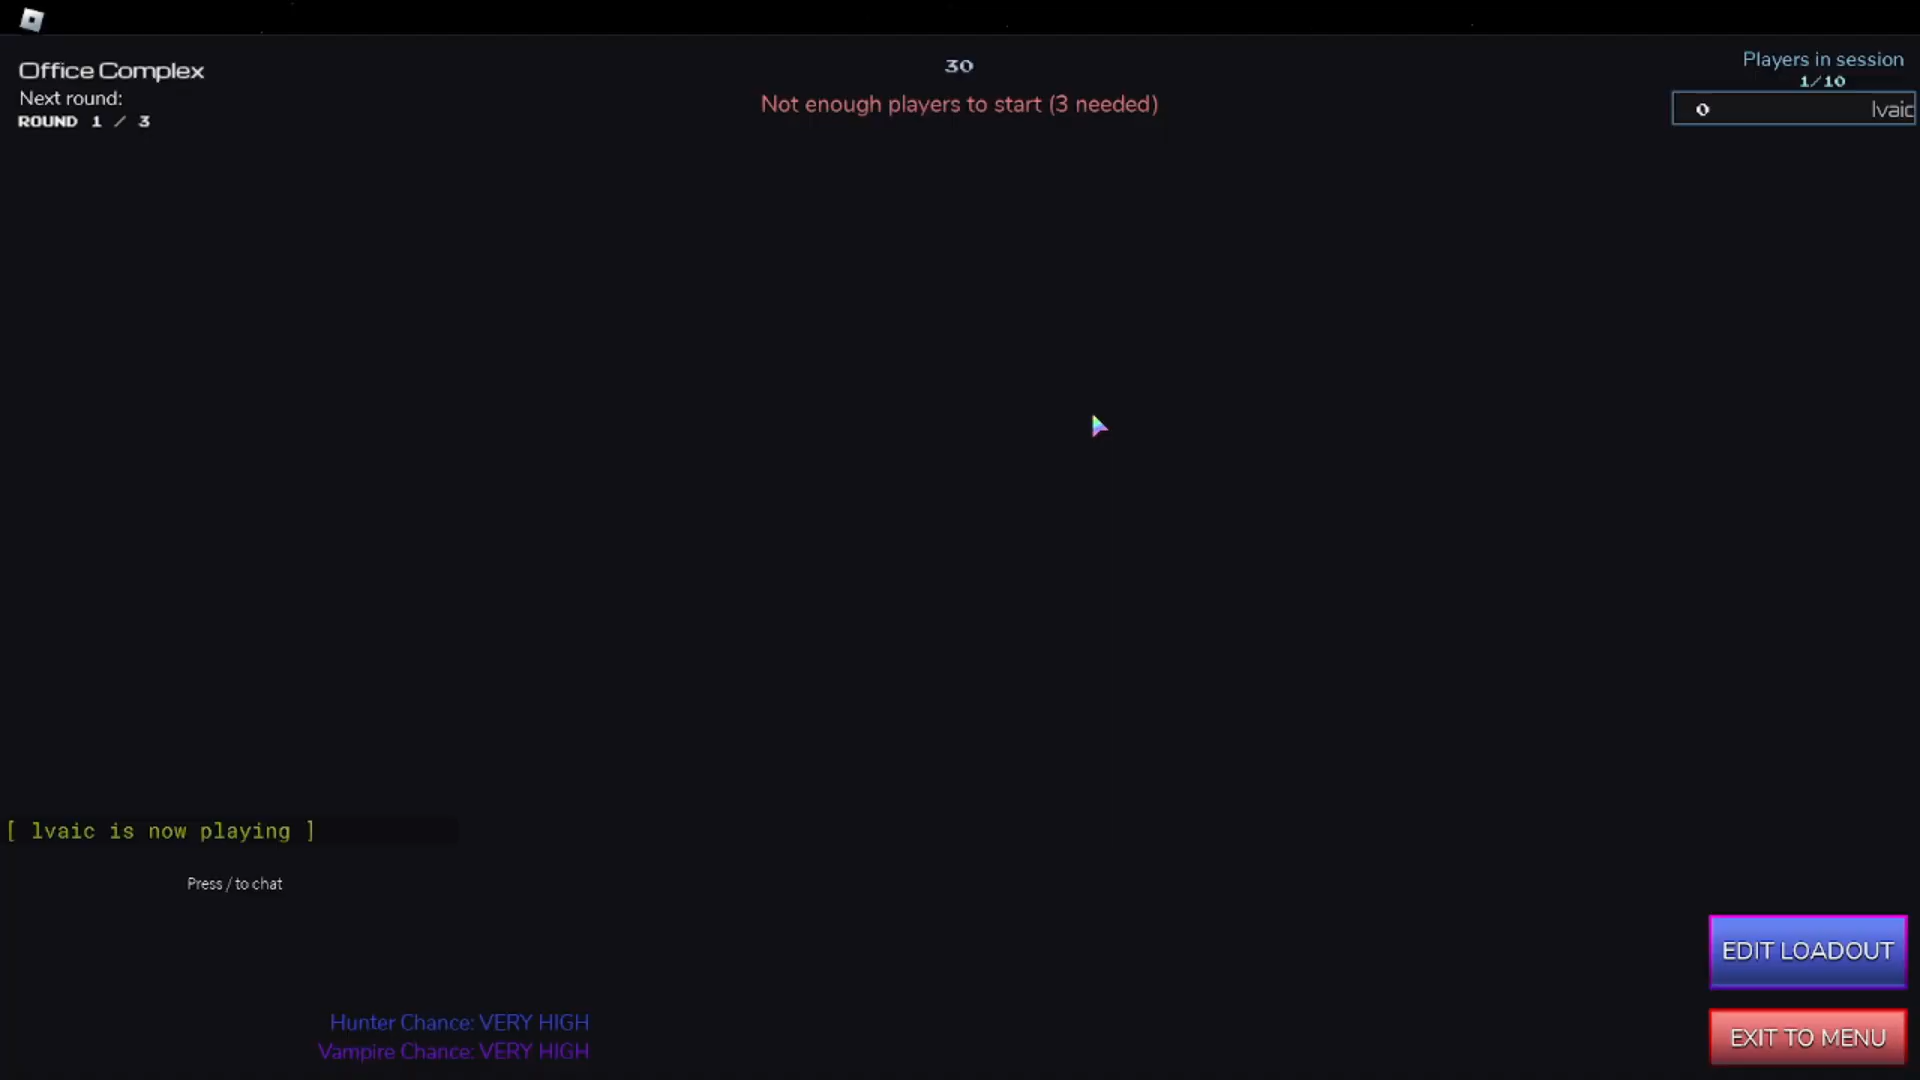 Office Complex
Next round:
ROUND 1 / 3
30
Not enough players to start (3 needed)
Players in session
1/10
0 lvaic
[ lvaic is now playing ]
Press / to chat
Hunter Chance: VERY HIGH
Vampire Chance: VERY HIGH
EDIT LOADOUT
EXIT TO MENU